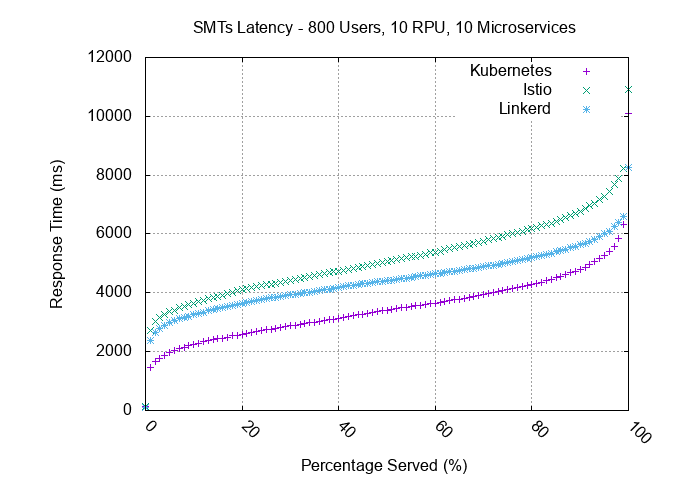 SMTs Latency - 800 Users, 10 RPU, 10 Microservices
12000
10000
8000
6000
4000
2000
0
Response Time (ms)
Kubernetes
Istio
Linkerd
0
20
40
60
80
100
Percentage Served (%)